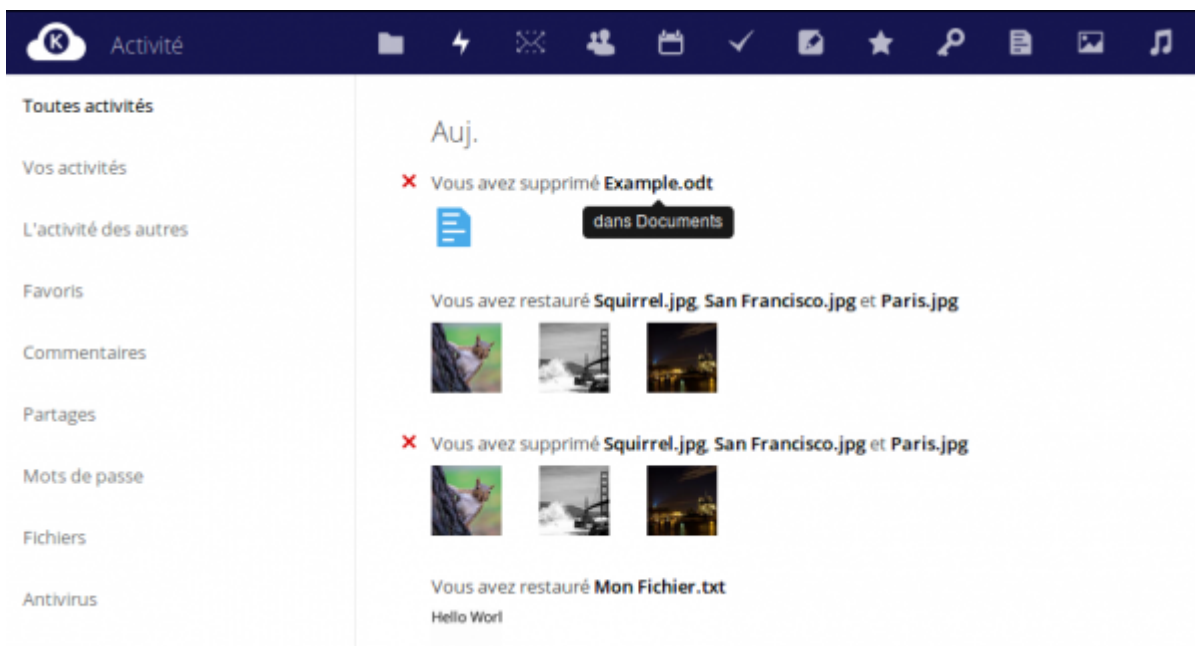 K
Activité
Toutes activités
Vos activités
L'activité des autres
Favoris
Commentaires
Partages
Mots de passe
Fichiers
Antivirus
Auj.
Vous avez supprimé Example.odt
dans Documents
Vous avez restauré Squirrel.jpg, San Francisco.jpg et Paris.jpg
Vous avez supprimé Squirrel.jpg, San Francisco.jpg et Paris.jpg
Vous avez restauré Mon Fichier.txt
Hello Worl